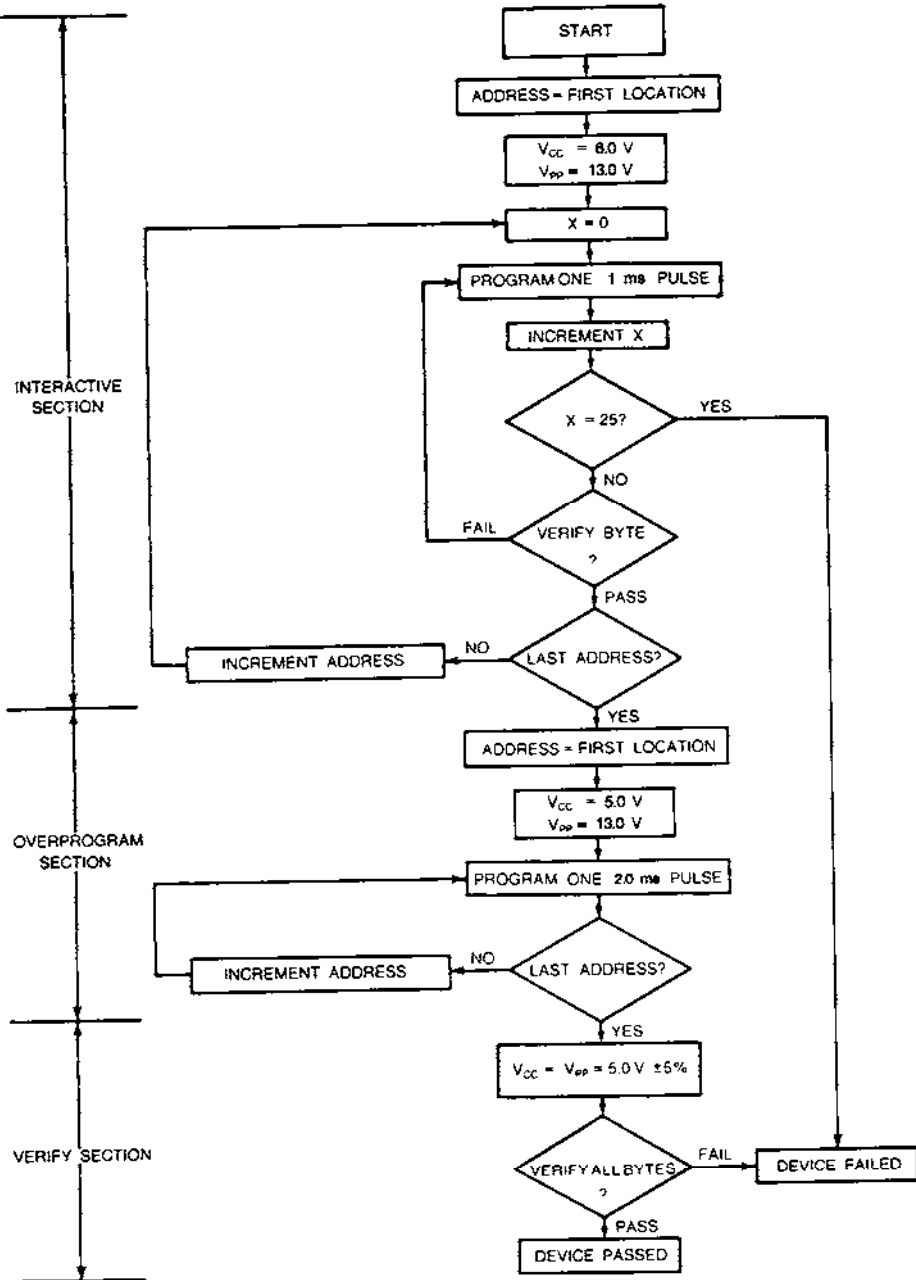 START
ADDRESS = FIRST LOCATION
VCC = 6.0 V
VPP = 13.0 V
X = 0
PROGRAM ONE 1 ms PULSE
INCREMENT X
INTERACTIVE
SECTION
X = 25?
YES
NO
FAIL
VERIFY BYTE
?
PASS
INCREMENT ADDRESS
NO
LAST ADDRESS?
YES
ADDRESS = FIRST LOCATION
VCC = 5.0 V
VPP = 13.0 V
OVERPROGRAM
SECTION
PROGRAM ONE 2.0 ms PULSE
INCREMENT ADDRESS
NO
LAST ADDRESS?
YES
VCC = VPP = 5.0 V ±5%
VERIFY SECTION
VERIFY ALL BYTES
?
FAIL
DEVICE FAILED
PASS
DEVICE PASSED